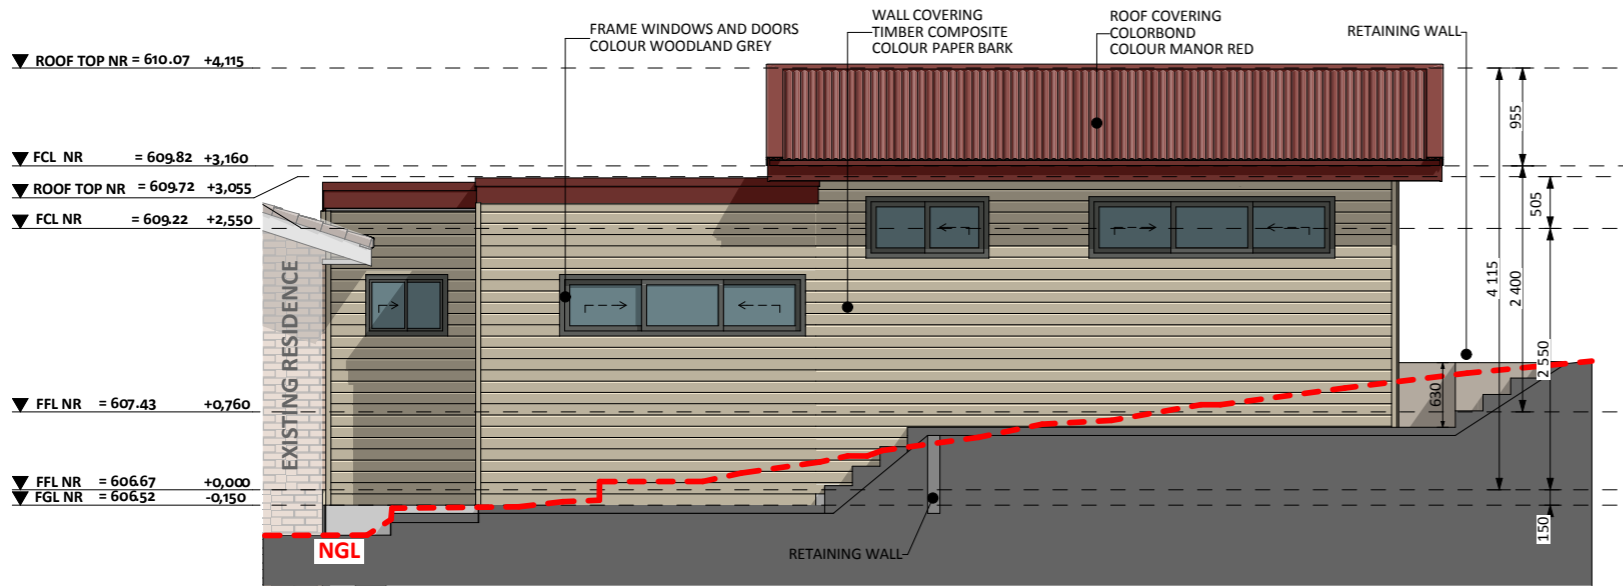 FRAME WINDOWS AND DOORS
COLOUR WOODLAND GREY
WALL COVERING
TIMBER COMPOSITE
COLOUR PAPER BARK
ROOF COVERING
COLORBOND
COLOUR MANOR RED
RETAINING WALL
ROOF TOP NR = 610.07 +4,115
FCL NR = 609.82 +3,160
ROOF TOP NR = 609.72 +3,055
FCL NR = 609.22 +2,550
FFL NR = 607.43 +0,760
FFL NR = 606.67 +0,000
FGL NR = 606.52 -0,150
EXISTING RESIDENCE
NGL
RETAINING WALL
955
505
4 115
2 400
2 550
630
150